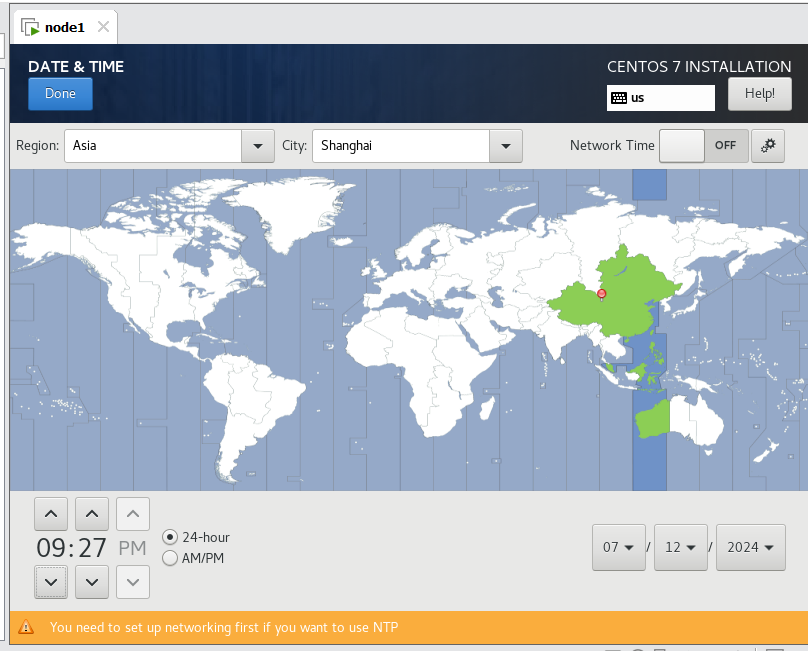 node1
DATE & TIME
CENTOS 7 INSTALLATION
Done
us
Help!
Region: Asia City: Shanghai Network Time OFF
09:27 PM
24-hour
AM/PM
07 / 12 / 2024
You need to set up networking first if you want to use NTP